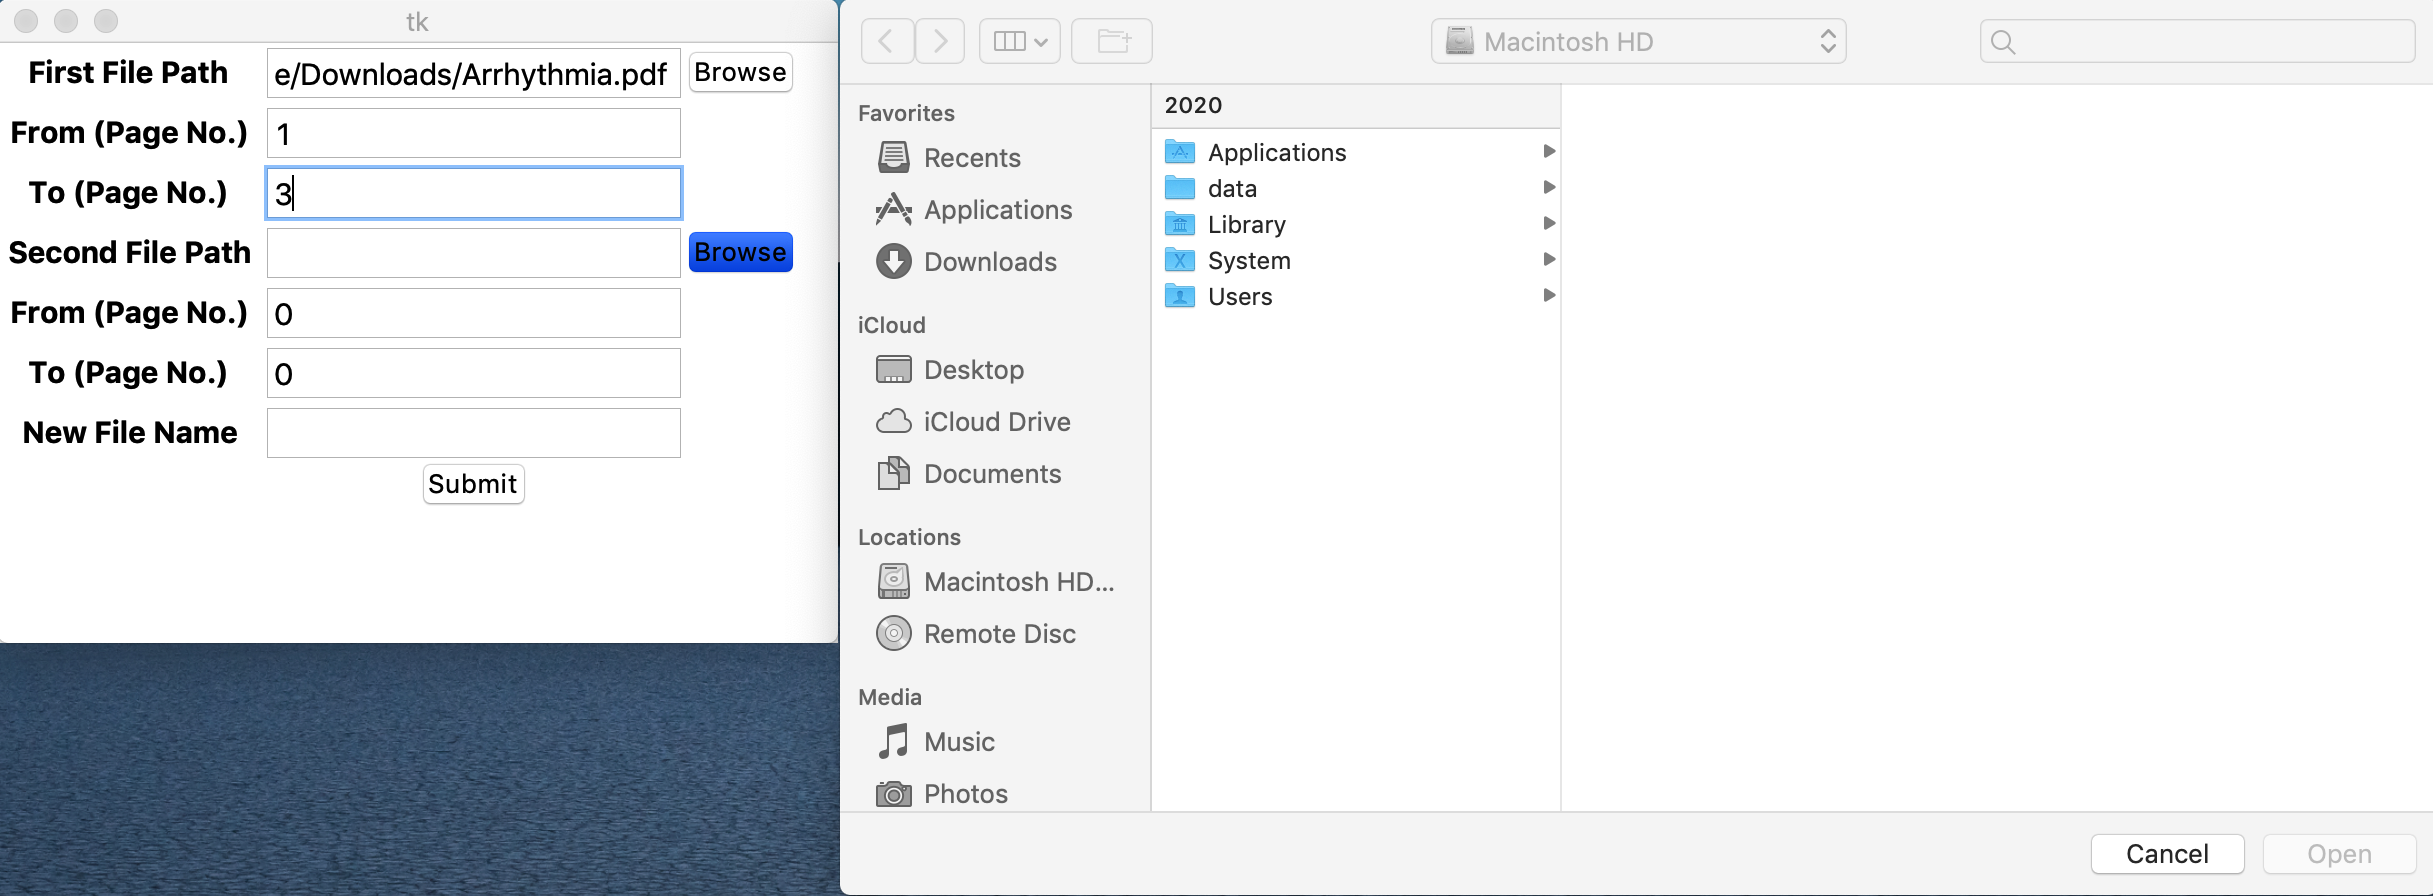 tk
First File Path
e/Downloads/Arrhythmia.pdf
Browse
From (Page No.)
1
To (Page No.)
3
Second File Path
Browse
From (Page No.)
0
To (Page No.)
0
New File Name
Submit
Macintosh HD
Favorites
Recents
Applications
Downloads
iCloud
Desktop
iCloud Drive
Documents
Locations
Macintosh HD...
Remote Disc
Media
Music
Photos
2020
Applications
data
Library
System
Users
Cancel
Open